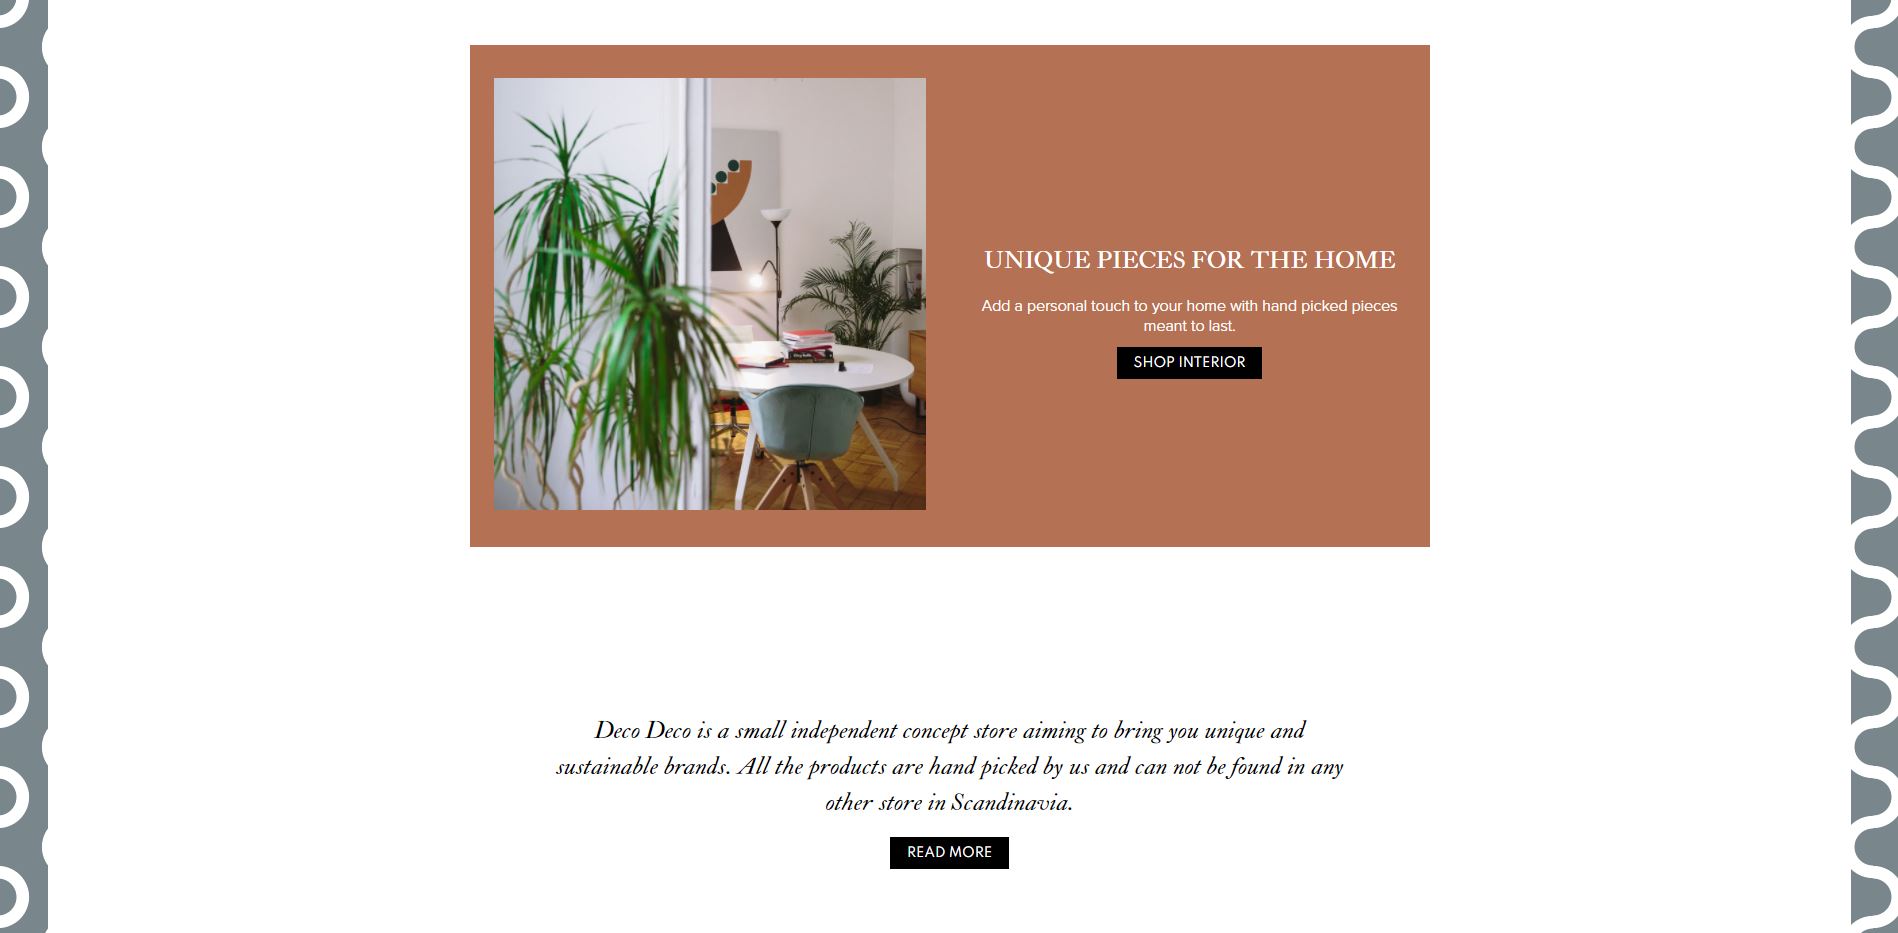 UNIQUE PIECES FOR THE HOME
Add a personal touch to your home with hand picked pieces
meant to last.
SHOP INTERIOR
Deco Deco is a small independent concept store aiming to bring you unique and
sustainable brands. All the products are hand picked by us and can not be found in any
other store in Scandinavia.
READ MORE